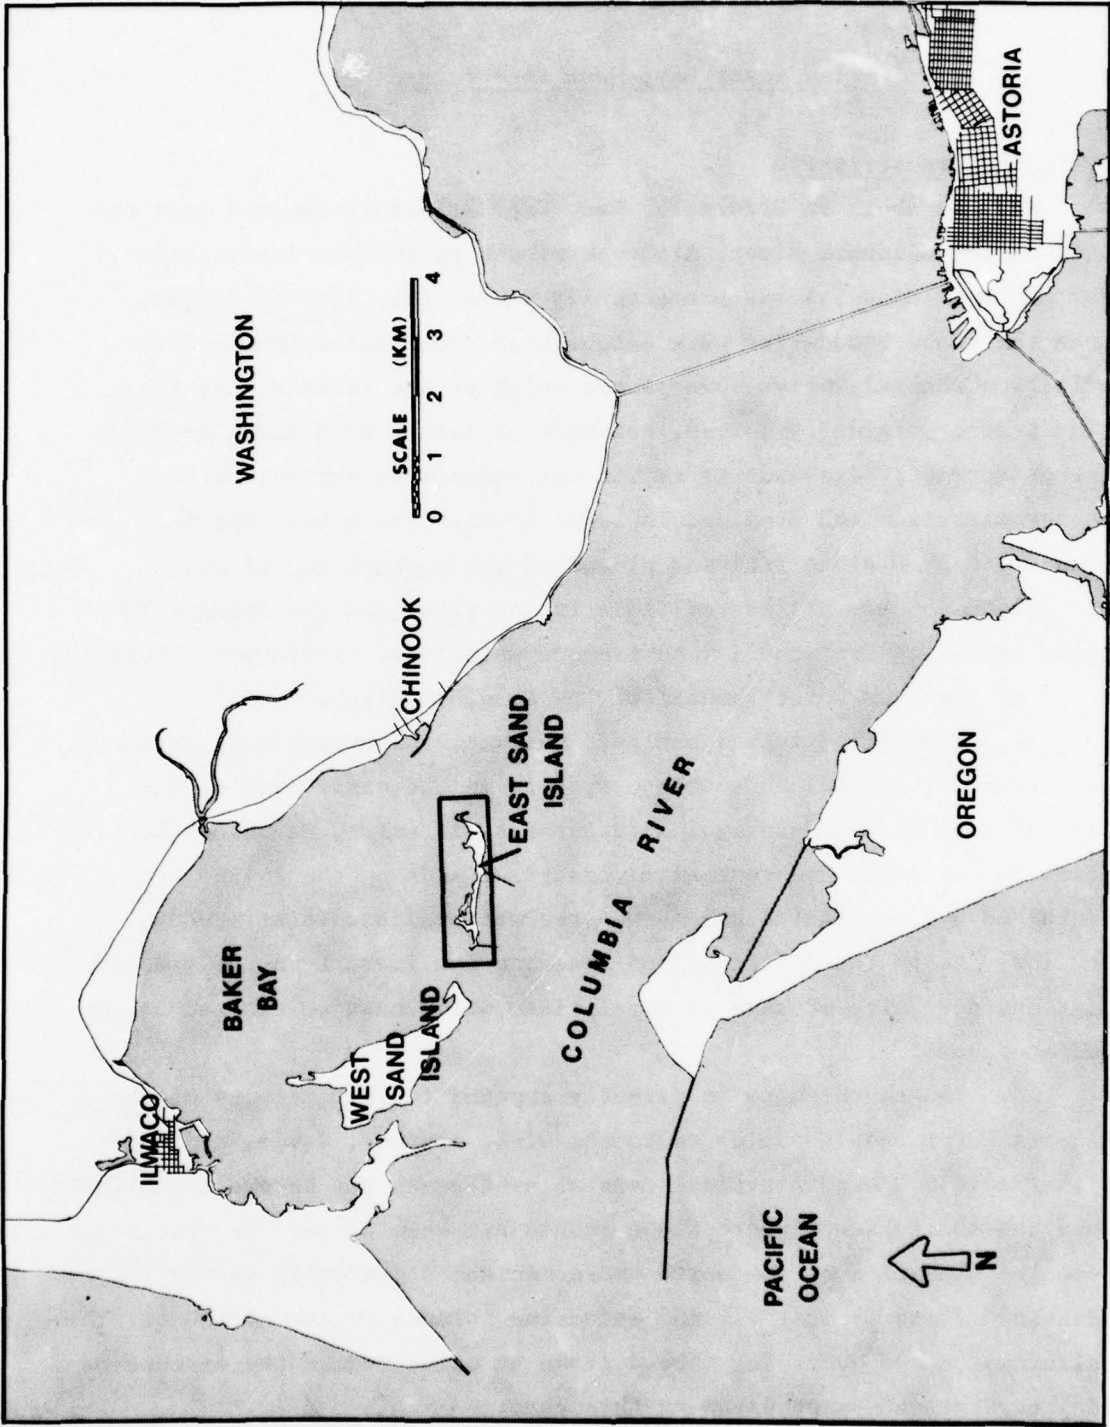 WASHINGTON
SCALE (KM)
0 1 2 3 4
ASTORIA
CHINOOK
EAST SAND
ISLAND
BAKER
BAY
WEST
SAND
ISLAND
ILWACO
COLUMBIA RIVER
OREGON
PACIFIC
OCEAN
N